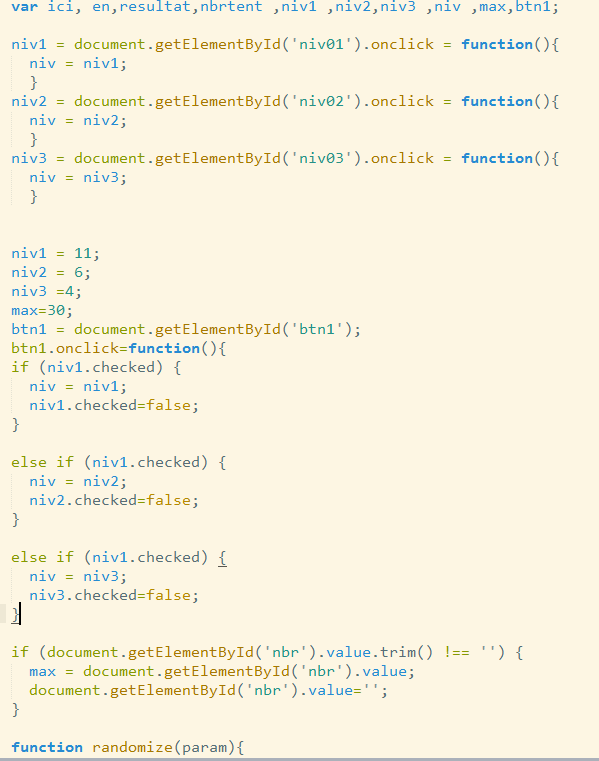 var ici, en,resultat,nbrtent ,niv1 ,niv2,niv3 ,niv ,max,btn1;
niv1 = document.getElementById('niv01').onclick = function(){
niv = niv1;
}
niv2 = document.getElementById('niv02').onclick = function(){
niv = niv2;
}
niv3 = document.getElementById('niv03').onclick = function(){
niv = niv3;
}
niv1 = 11;
niv2 = 6;
niv3 =4;
max=30;
btn1 = document.getElementById('btn1');
btn1.onclick=function(){
if (niv1.checked) {
niv = niv1;
niv1.checked=false;
}
else if (niv1.checked) {
niv = niv2;
niv2.checked=false;
}
else if (niv1.checked) {
niv = niv3;
niv3.checked=false;
}
if (document.getElementById('nbr').value.trim() !== '') {
max = document.getElementById('nbr').value;
document.getElementById('nbr').value='';
}
function randomize(param){